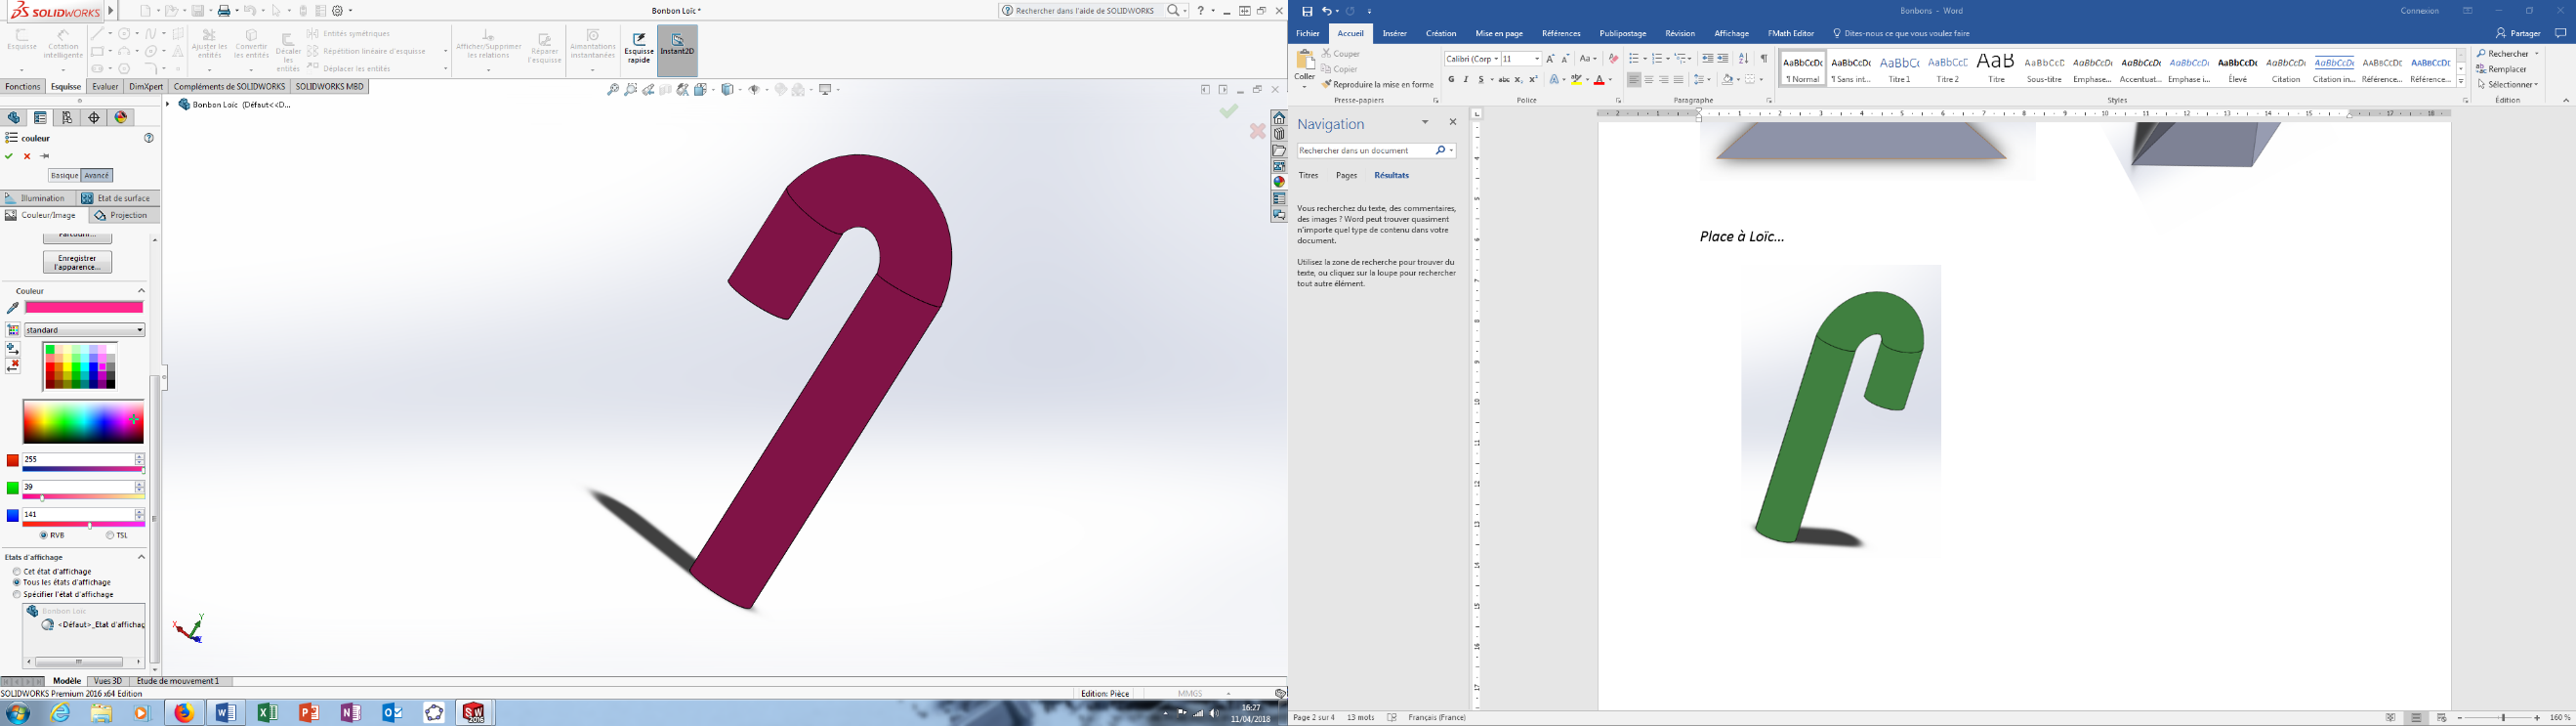 SOLIDWORKS
Bonbon Loïc *
Rechercher dans l'aide de SOLIDWORKS
Esquisse
Cotation intelligente
Ajuster les entités
Convertir les entités
Décaler les entités
Entités symétriques
Répétition linéaire d'esquisse
Déplacer les entités
Afficher/Supprimer les relations
Réparer l'esquisse
Aimantations instantanées
Esquisse rapide
Instant2D
Fonctions
Esquisse
Evaluer
DimXpert
Compléments de SOLIDWORKS
SOLIDWORKS MBD
Bonbon Loïc (Défaut<<D...
couleur
Basique
Avancé
Illumination
Etat de surface
Couleur/Image
Projection
Parcourir...
Enregistrer l'apparence...
Couleur
standard
255
39
141
RVB
TSL
Etats d'affichage
Cet état d'affichage
Tous les états d'affichage
Spécifier l'état d'affichage
Bonbon Loïc
<Défaut>_Etat d'affichag
X
Y
Z
Modèle
Vues 3D
Etude de mouvement 1
SOLIDWORKS Premium 2016 x64 Edition
Edition: Pièce
MMGS
16:27
11/04/2018
Bonbons - Word
Connexion
Fichier
Accueil
Insérer
Création
Mise en page
Références
Publipostage
Révision
Affichage
FMath Editor
Dites-nous ce que vous voulez faire
Partager
Coller
Couper
Copier
Reproduire la mise en forme
Presse-papiers
Calibri (Corp
11
Police
Paragraphe
¶ Normal
¶ Sans int...
Titre 1
Titre 2
Titre
Sous-titre
Emphase...
Accentuat...
Emphase i...
Élevé
Citation
Citation in...
Référence...
Référence...
Styles
Rechercher
Remplacer
Sélectionner
Édition
Navigation
Rechercher dans un document
Titres
Pages
Résultats
Vous recherchez du texte, des commentaires,
des images ? Word peut trouver quasiment
n'importe quel type de contenu dans votre
document.
Utilisez la zone de recherche pour trouver du
texte, ou cliquez sur la loupe pour rechercher
tout autre élément.
Place à Loïc...
Page 2 sur 4
13 mots
Français (France)
160 %